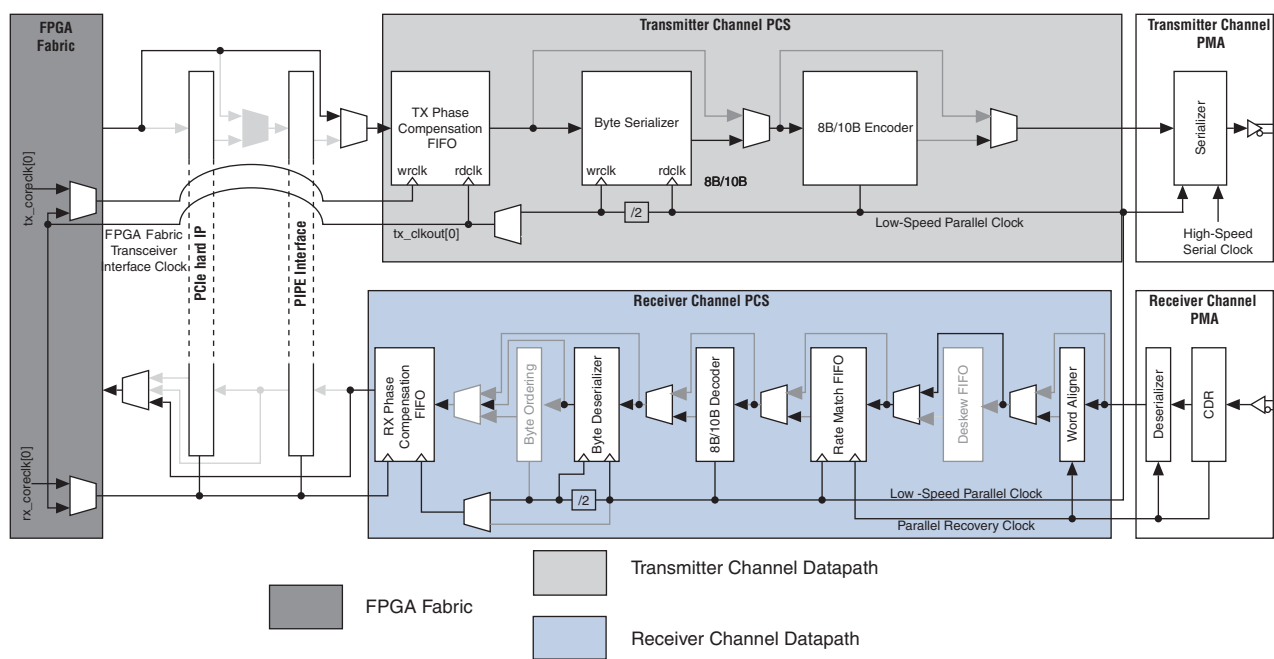 FPGA
Fabric
Transmitter Channel PCS
Transmitter Channel
PMA
TX Phase
Compensation
FIFO
wrclk
rdclk
Byte Serializer
wrclk
rdclk
8B/10B
8B/10B Encoder
Serializer
tx_coreclk[0]
FPGA Fabric
Transceiver
Interface Clock
PCIe hard IP
PIPE Interface
tx_clkout[0]
/2
Low-Speed Parallel Clock
High-Speed
Serial Clock
Receiver Channel PCS
Receiver Channel
PMA
RX Phase
Compensation
FIFO
Byte Ordering
Byte Deserializer
8B/10B Decoder
Rate Match FIFO
Deskew FIFO
Word Aligner
Deserializer
CDR
rx_coreclk[0]
/2
Low -Speed Parallel Clock
Parallel Recovery Clock
FPGA Fabric
Transmitter Channel Datapath
Receiver Channel Datapath